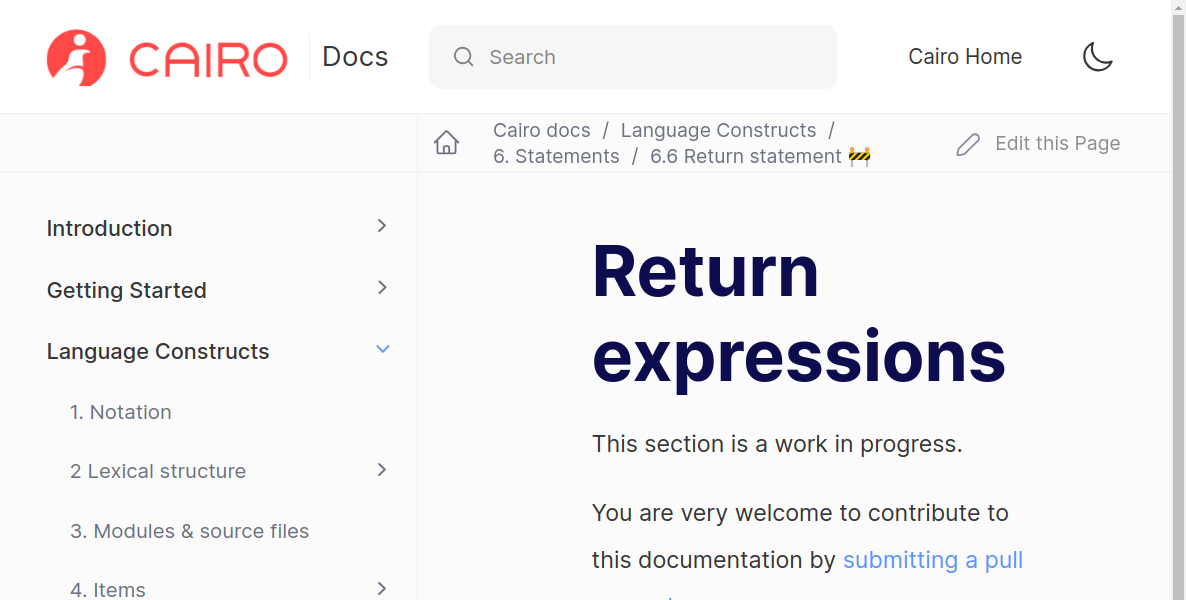 CAIRO Docs
Search
Cairo Home
Cairo docs / Language Constructs /
6. Statements / 6.6 Return statement 🚧
Edit this Page
Introduction
Getting Started
Language Constructs
1. Notation
2 Lexical structure
3. Modules & source files
4. Items
Return
expressions
This section is a work in progress.
You are very welcome to contribute to
this documentation by submitting a pull